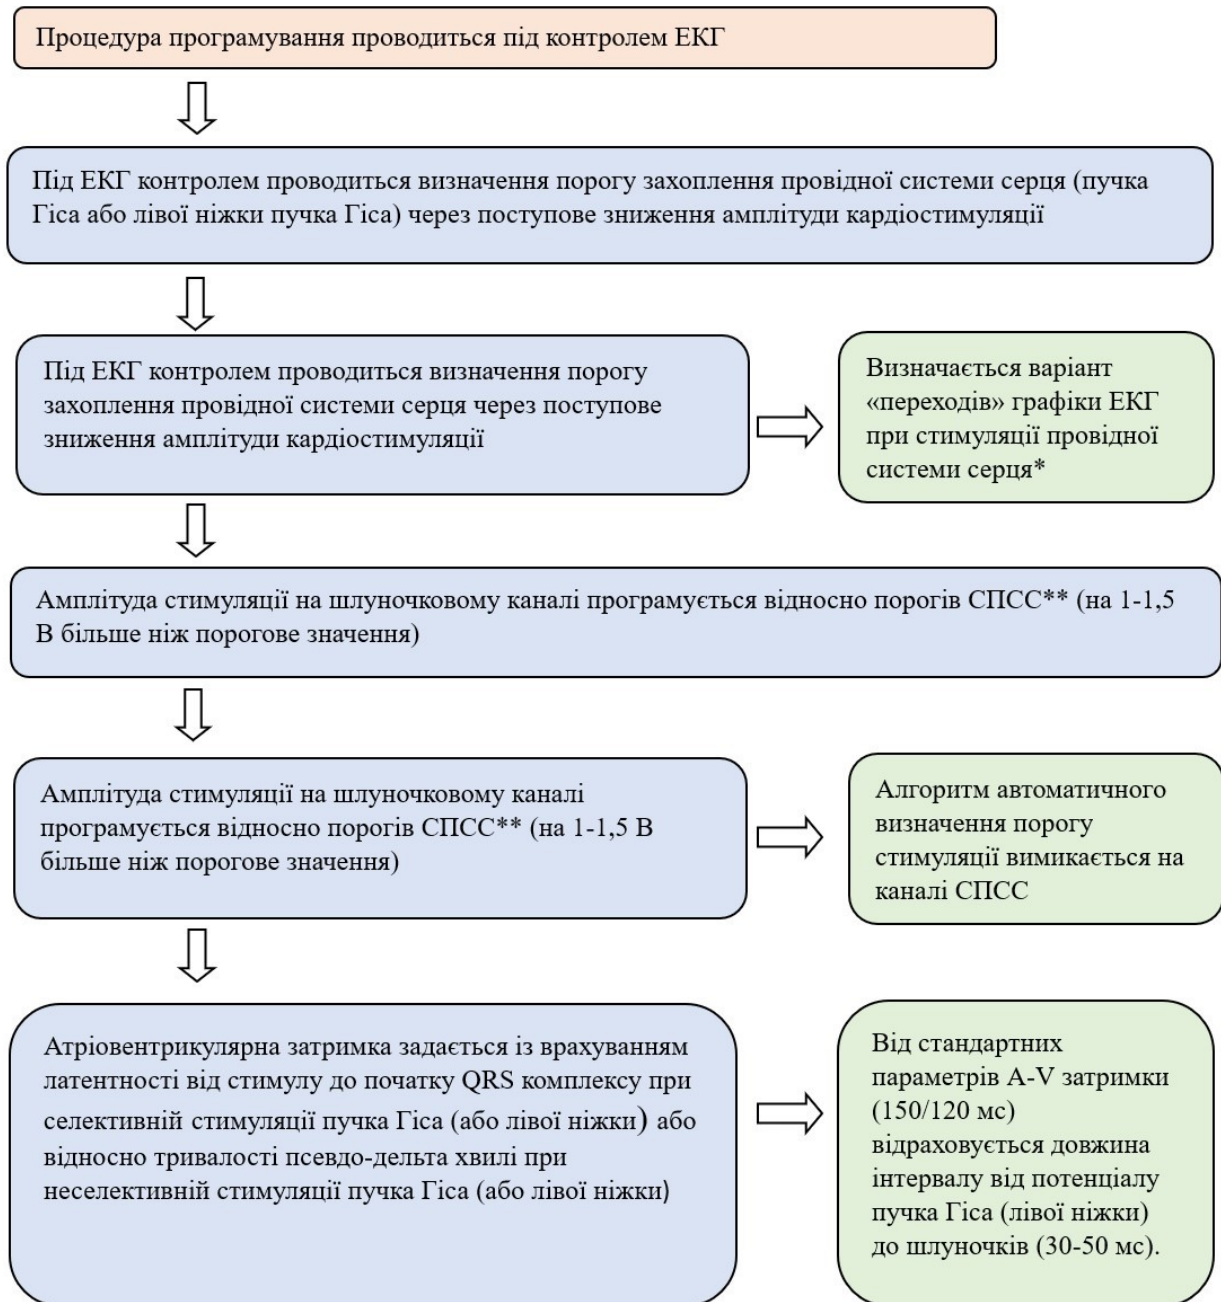 Процедура програмування проводиться під контролем ЕКГ
Під ЕКГ контролем проводиться визначення порогу захоплення провідної системи серця (пучка
Гіса або лівої ніжки пучка Гіса) через поступове зниження амплітуди кардіостимуляції
Під ЕКГ контролем проводиться визначення порогу
захоплення провідної системи серця через поступове
зниження амплітуди кардіостимуляції
Визначається варіант
«переходів» графіки ЕКГ
при стимуляції провідної
системи серця*
Амплітуда стимуляції на шлуночковому каналі програмується відносно порогів СПСС** (на 1-1,5
В більше ніж порогове значення)
Амплітуда стимуляції на шлуночковому каналі
програмується відносно порогів СПСС** (на 1-1,5 В
більше ніж порогове значення)
Алгоритм автоматичного
визначення порогу
стимуляції вимикається на
каналі СПСС
Атріовентрикулярна затримка задається із врахуванням
латентності від стимулу до початку QRS комплексу при
селективній стимуляції пучка Гіса (або лівої ніжки) або
відносно тривалості псевдо-дельта хвилі при
неселективній стимуляції пучка Гіса (або лівої ніжки)
Від стандартних
параметрів А-V затримки
(150/120 мс)
відраховується довжина
інтервалу від потенціалу
пучка Гіса (лівої ніжки)
до шлуночків (30-50 мс).